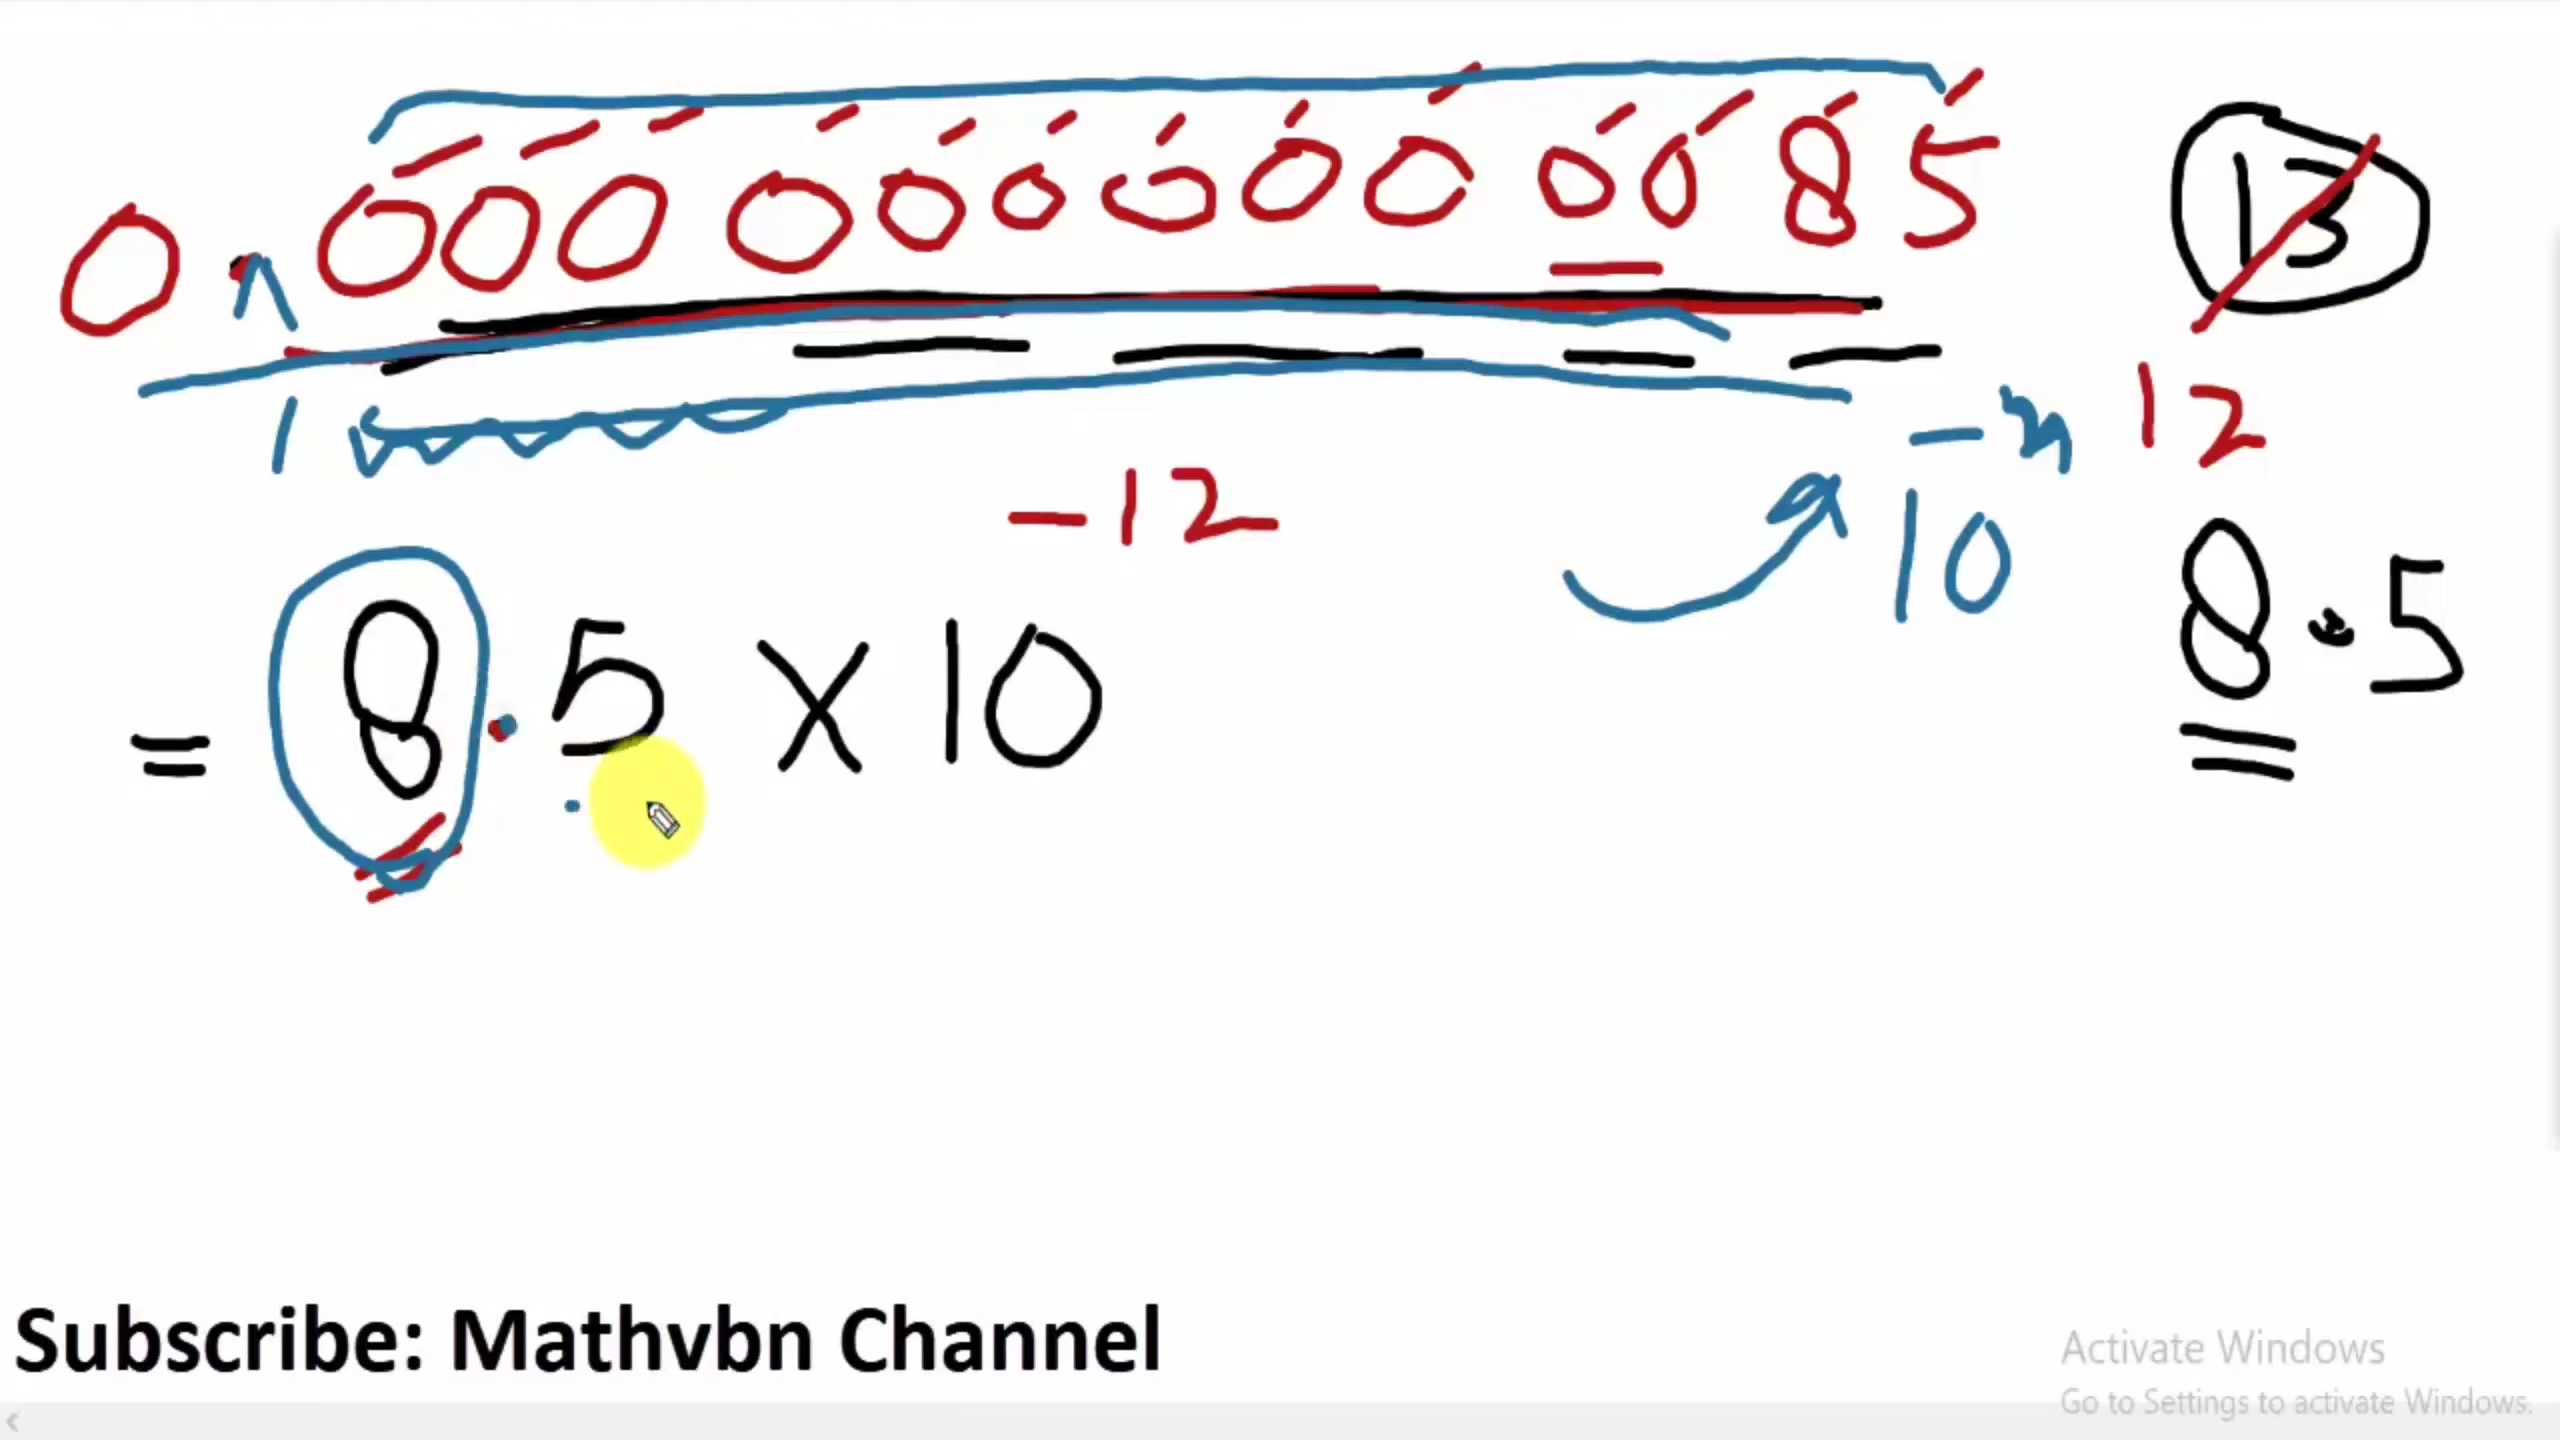 0.0000000000085 13
-n 12
-12
10 8.5
= 8.5 X 10
Subscribe: Mathvbn Channel
Activate Windows
Go to Settings to activate Windows.